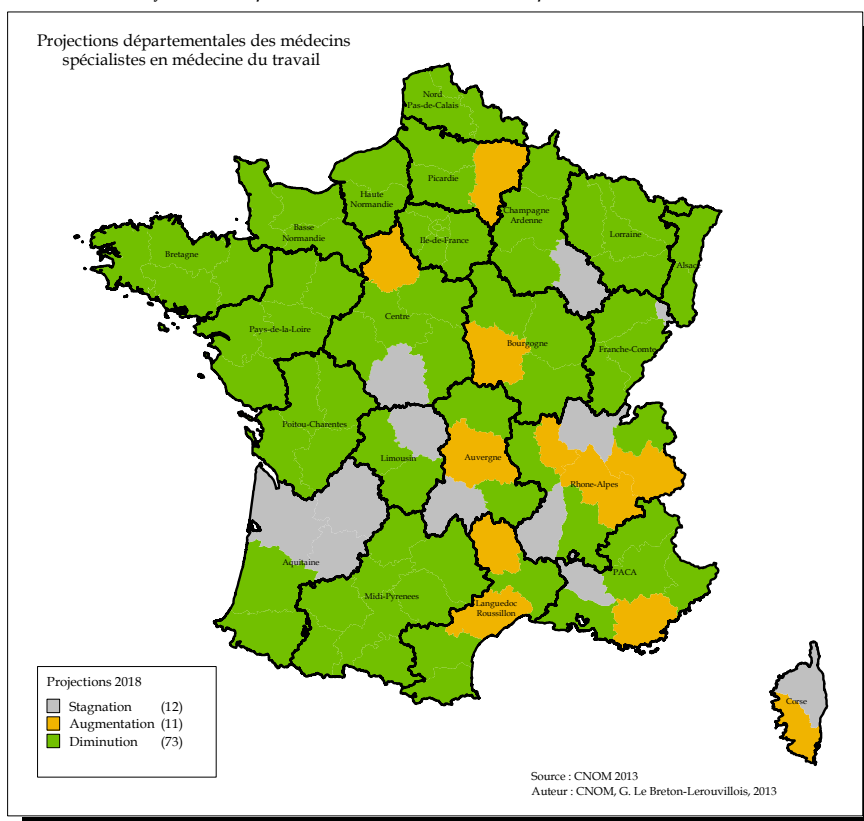 Projections départementales des médecins
spécialistes en médecine du travail
Nord
Pas-de-Calais
Picardie
Haute
Normandie
Champagne
Ardenne
Basse
Normandie
Ile-de-France
Lorraine
Bretagne
Alsace
Centre
Pays-de-la-Loire
Bourgogne
Franche-Comte
Poitou-Charentes
Limousin
Auvergne
Rhone-Alpes
Aquitaine
PACA
Midi-Pyrenees
Languedoc
Roussillon
Corse
Projections 2018
Stagnation (12)
Augmentation (11)
Diminution (73)
Source : CNOM 2013
Auteur : CNOM, G. Le Breton-Lerouvillois, 2013